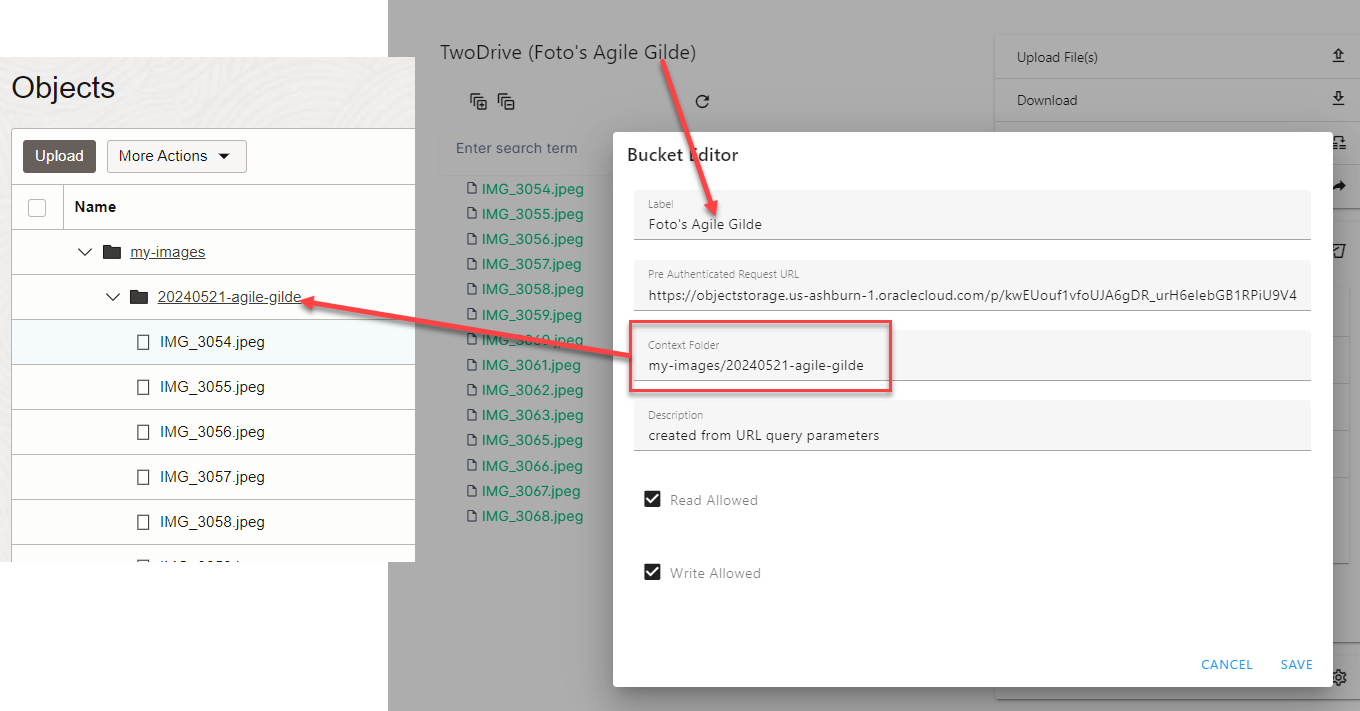 Objects
Upload
More Actions
Name
my-images
20240521-agile-gilde
IMG_3054.jpeg
IMG_3055.jpeg
IMG_3056.jpeg
IMG_3057.jpeg
IMG_3058.jpeg
TwoDrive (Foto's Agile Gilde)
Enter search term
IMG_3054.jpeg
IMG_3055.jpeg
IMG_3056.jpeg
IMG_3057.jpeg
IMG_3058.jpeg
IMG_3059.jpeg
IMG_3060.jpeg
IMG_3061.jpeg
IMG_3062.jpeg
IMG_3063.jpeg
IMG_3065.jpeg
IMG_3066.jpeg
IMG_3067.jpeg
IMG_3068.jpeg
Upload File(s)
Download
Bucket Editor
Label
Foto's Agile Gilde
Pre Authenticated Request URL
https://objectstorage.us-ashburn-1.oraclecloud.com/p/kwEUouf1vfoUJA6gDR_urH6elebGB1RPiU9V4
Context Folder
my-images/20240521-agile-gilde
Description
created from URL query parameters
Read Allowed
Write Allowed
CANCEL
SAVE